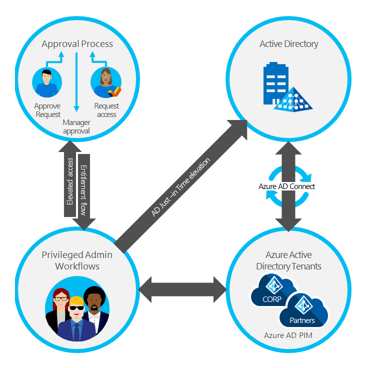 Approval Process
Approve
Request
Request
access
Manager
approval
Active Directory
Elevated access
Entitlement flow
AD Just-in Time elevation
Azure AD Connect
Privileged Admin
Workflows
Azure Active
Directory Tenants
CORP
Partners
Azure AD PIM